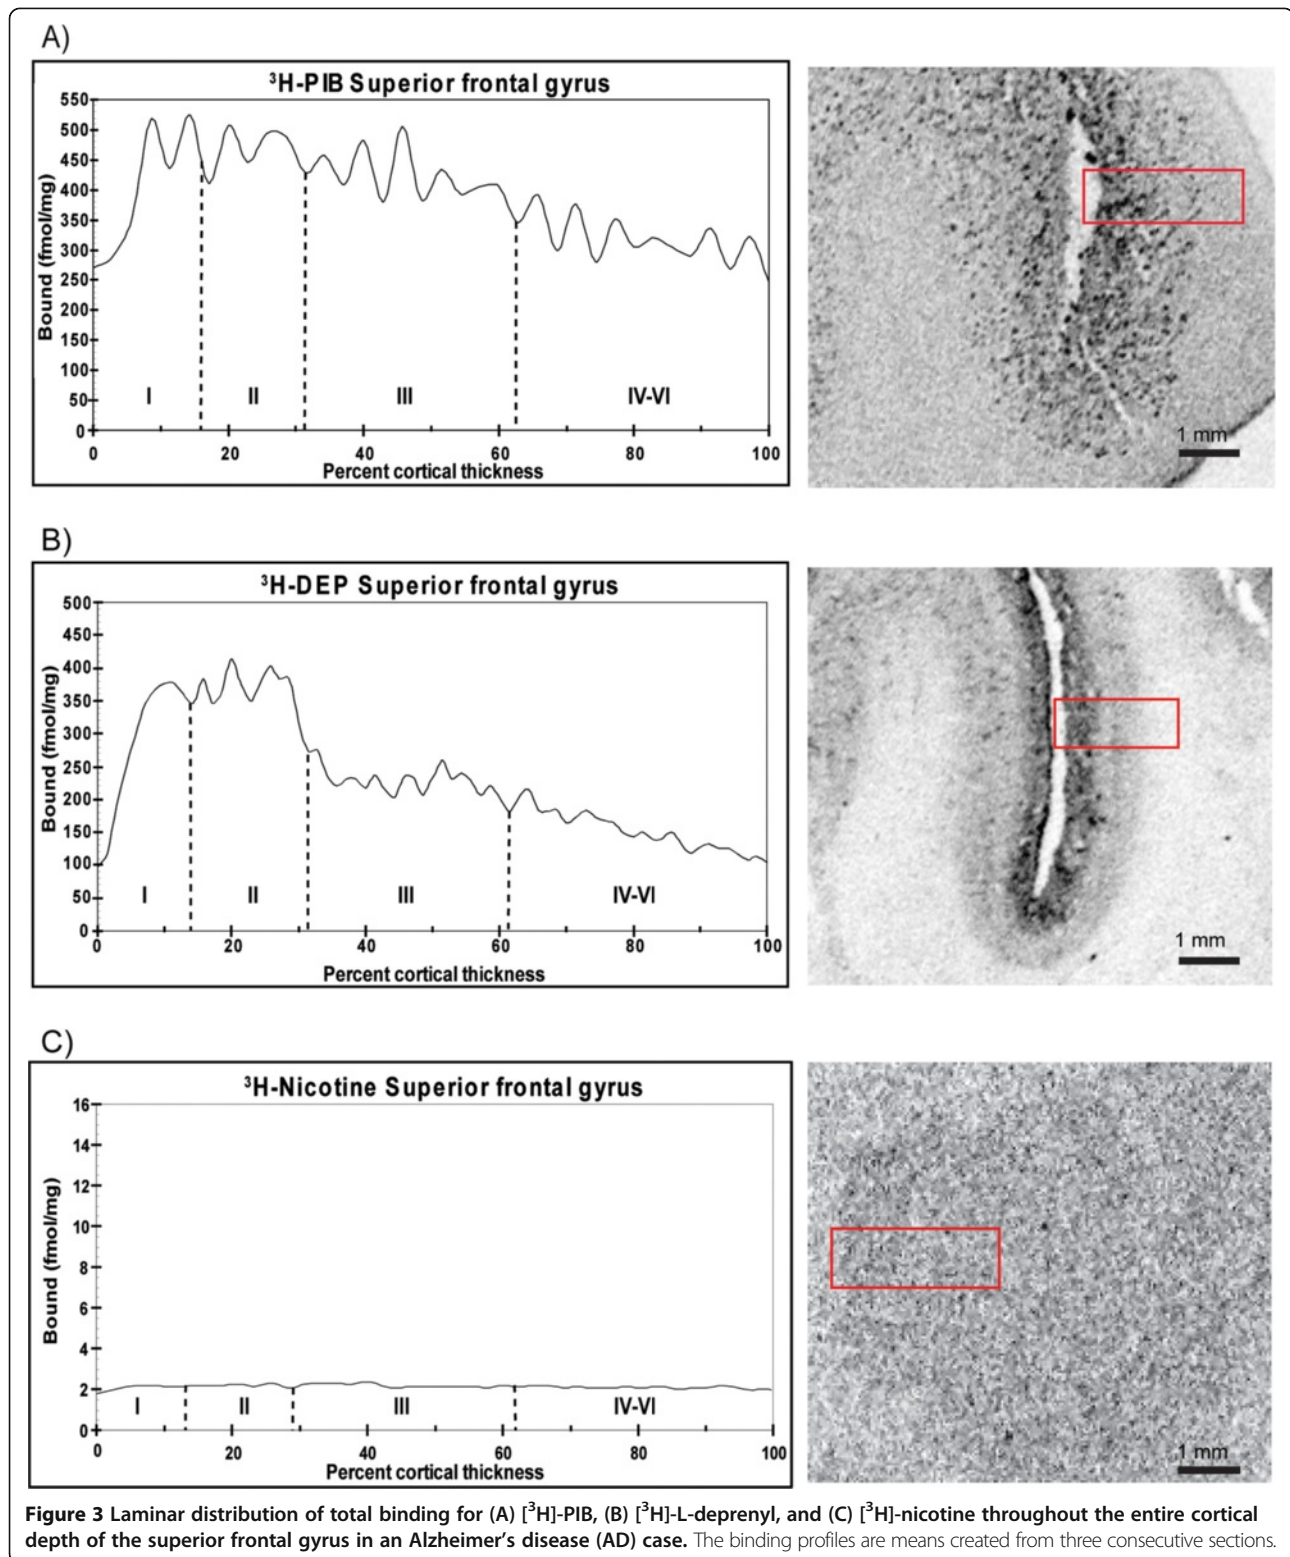 A)
³H-PIB Superior frontal gyrus
Bound (fmol/mg)
550
500
450
400
350
300
250
200
150
100
50
0
I II III IV-VI
0 20 40 60 80 100
Percent cortical thickness
1 mm
B)
³H-DEP Superior frontal gyrus
Bound (fmol/mg)
500
450
400
350
300
250
200
150
100
50
0
I II III IV-VI
0 20 40 60 80 100
Percent cortical thickness
1 mm
C)
³H-Nicotine Superior frontal gyrus
Bound (fmol/mg)
16
14
12
10
8
6
4
2
0
I II III IV-VI
0 20 40 60 80 100
Percent cortical thickness
1 mm
Figure 3 Laminar distribution of total binding for (A) [³H]-PIB, (B) [³H]-L-deprenyl, and (C) [³H]-nicotine throughout the entire cortical
depth of the superior frontal gyrus in an Alzheimer's disease (AD) case. The binding profiles are means created from three consecutive sections.